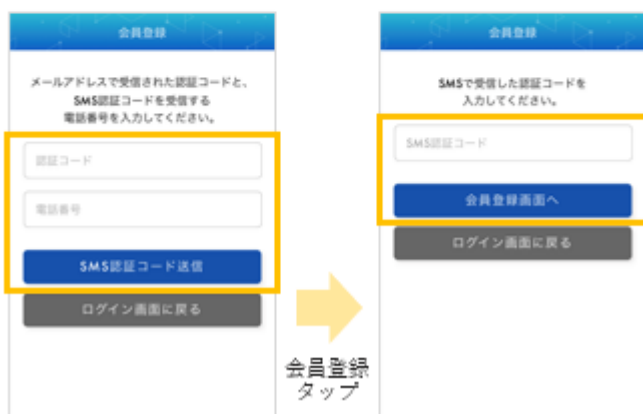 会員登録
メールアドレスで受信された認証コードと、
SMS認証コードを受信する
電話番号を入力してください。
認証コード
電話番号
SMS認証コード送信
ログイン画面に戻る
会員登録
タップ
会員登録
SMSで受信した認証コードを
入力してください。
SMS認証コード
会員登録画面へ
ログイン画面に戻る